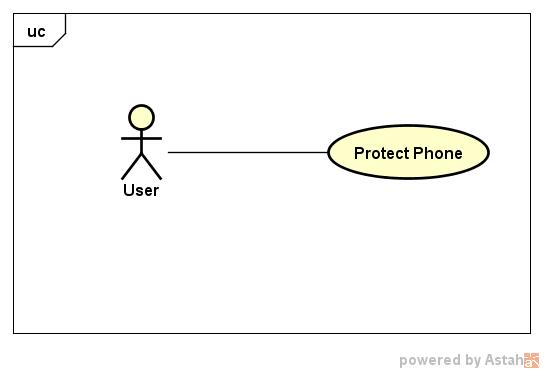 uc
Protect Phone
User
powered by Astah